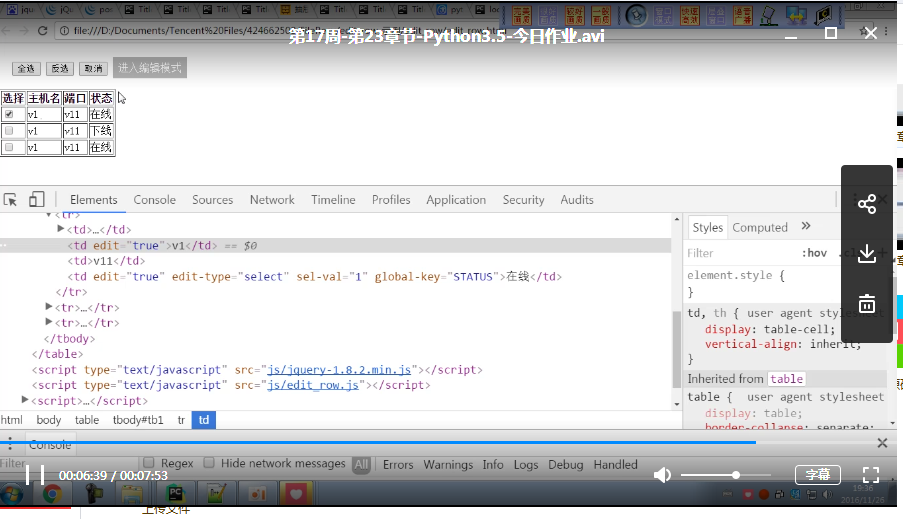 第17周-第23章节-Python3.5-今日作业.avi
file:///D:/Documents/Tencent%20Files/42466250
全选 反选 取消 进入编辑模式
选择 主机名 端口 状态
v1 v11 在线
v1 v11 下线
v1 v11 在线
Elements Console Sources Network Timeline Profiles Application Security Audits
<tr>
<td>…</td>
<td edit="true">v1</td> == $0
<td>v11</td>
<td edit="true" edit-type="select" sel-val="1" global-key="STATUS">在线</td>
</tr>
<tr>…</tr>
<tr>…</tr>
</tbody>
</table>
<script type="text/javascript" src="js/jquery-1.8.2.min.js"></script>
<script type="text/javascript" src="js/edit_row.js"></script>
<script>…</script>
html body table tbody#tb1 tr td
Styles Computed »
Filter :hov
element.style {
}
td, th { user agent styleshe
display: table-cell;
vertical-align: inherit;
}
Inherited from table
table { user agent stylesheet
display: table;
border-collapse: separate;
Console
Filter Regex Hide network messages All Errors Warnings Info Logs Debug Handled
00:06:39 / 00:07:53
字幕
19:36
2016/11/26
上传文件